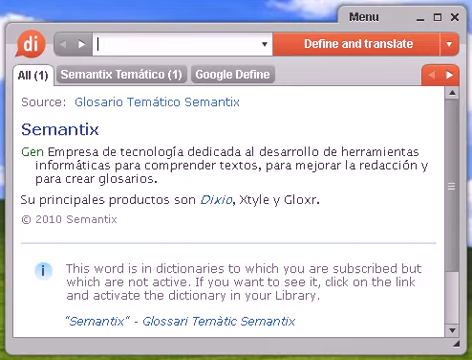 Menu
di
Define and translate
All (1)
Semantix Temático (1)
Google Define
Source: Glosario Temático Semantix
Semantix
Gen Empresa de tecnología dedicada al desarrollo de herramientas
informáticas para comprender textos, para mejorar la redacción y
para crear glosarios.
Su principales productos son Dixio, Xtyle y Gloxr.
© 2010 Semantix
i
This word is in dictionaries to which you are subscribed but
which are not active. If you want to see it, click on the link
and activate the dictionary in your Library.
"Semantix" - Glossari Temàtic Semantix